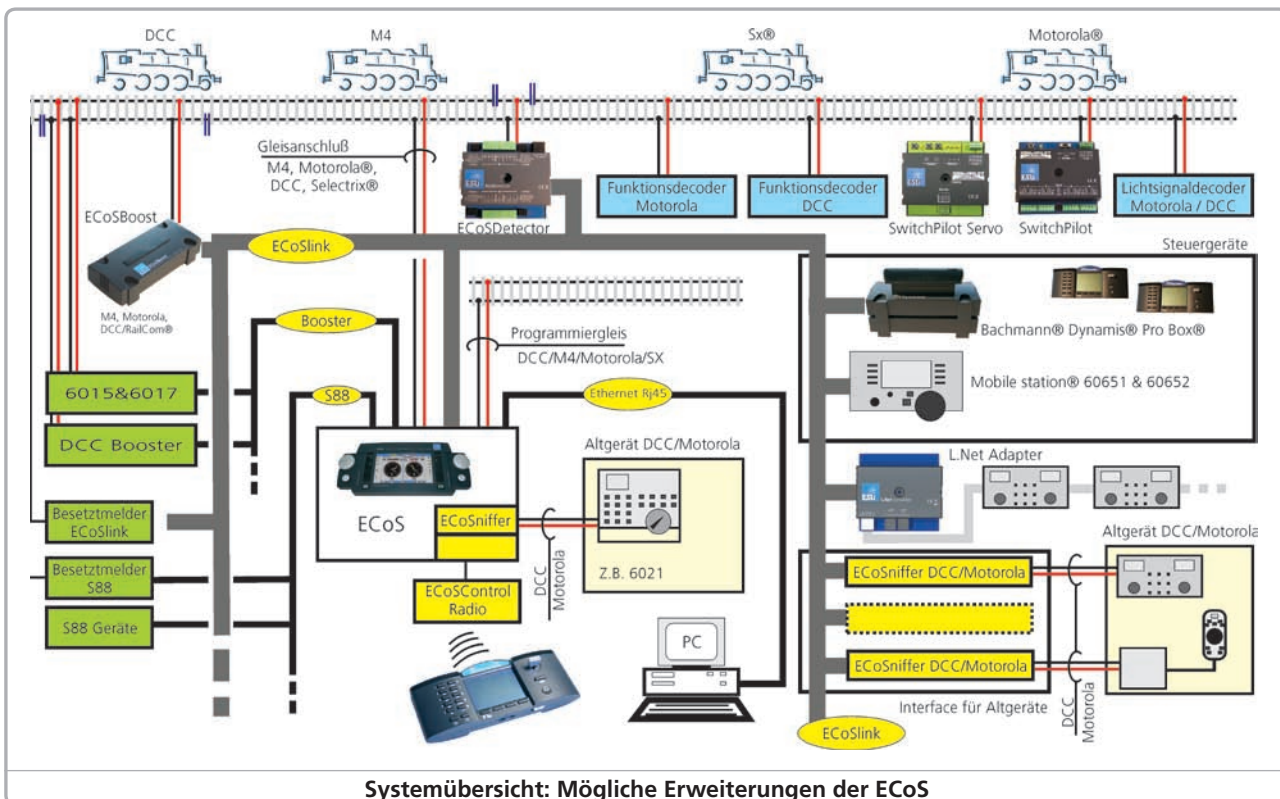 DCC
M4
Sx®
Motorola®
Gleisanschluß
M4, Motorola®,
DCC, Selectrix®
ECoSDetector
Funktionsdecoder
Motorola
Funktionsdecoder
DCC
SwitchPilot Servo
SwitchPilot
Lichtsignaldecoder
Motorola / DCC
ECoSBoost
M4, Motorola,
DCC/RailCom®
ECoSlink
Steuergeräte
Bachmann® Dynamis® Pro Box®
Mobile station® 60651 & 60652
Booster
Programmiergleis
DCC/M4/Motorola/SX
6015&6017
DCC Booster
S88
Ethernet Rj45
Altgerät DCC/Motorola
L.Net Adapter
ECoS
ECoSniffer
Z.B. 6021
DCC
Motorola
ECoSControl
Radio
Besetztmelder
ECoSlink
Besetztmelder
S88
S88 Geräte
PC
Altgerät DCC/Motorola
ECoSniffer DCC/Motorola
ECoSniffer DCC/Motorola
DCC
Motorola
Interface für Altgeräte
ECoSlink
Systemübersicht: Mögliche Erweiterungen der ECoS